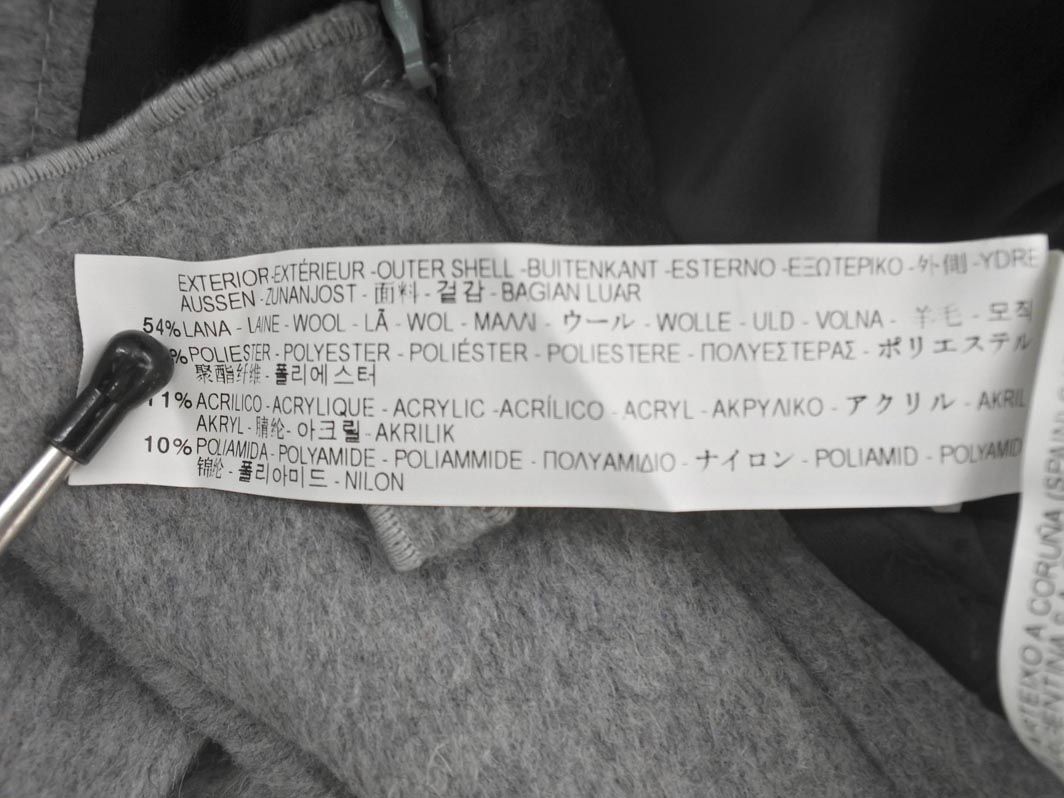 EXTERIOR-EXTÉRIEUR -OUTER SHELL -BUITENKANT -ESTERNO -ΕΞΩΤΕΡΙΚΟ -外側 -YDRE
AUSSEN -ZUNANJOST - 面料 - 겉감 - BAGIAN LUAR
54% LANA - LAINE - WOOL - LÃ - WOL - ΜΑΛΛΙ - ウール - WOLLE - ULD - VOLNA - 羊毛 - 모직
% POLIESTER - POLYESTER - POLIÉSTER - POLIESTERE - ΠΟΛΥΕΣΤΕΡΑΣ - ポリエステル
聚酯纤维 - 폴리에스터
11% ACRILICO - ACRYLIQUE - ACRYLIC -ACRÍLICO - ACRYL -ΑΚΡΥΛΙΚΟ - アクリル - AKRIL
AKRYL - 腈纶 - 아크릴 - AKRILIK
10% POLIAMIDA - POLYAMIDE - POLIAMMIDE - ΠΟΛΥΑΜΙΔΙΟ - ナイロン - POLIAMID - POLYAMID
锦纶 - 폴리아미드 - NILON
ARTEIXO A CORUÑA (SPAIN